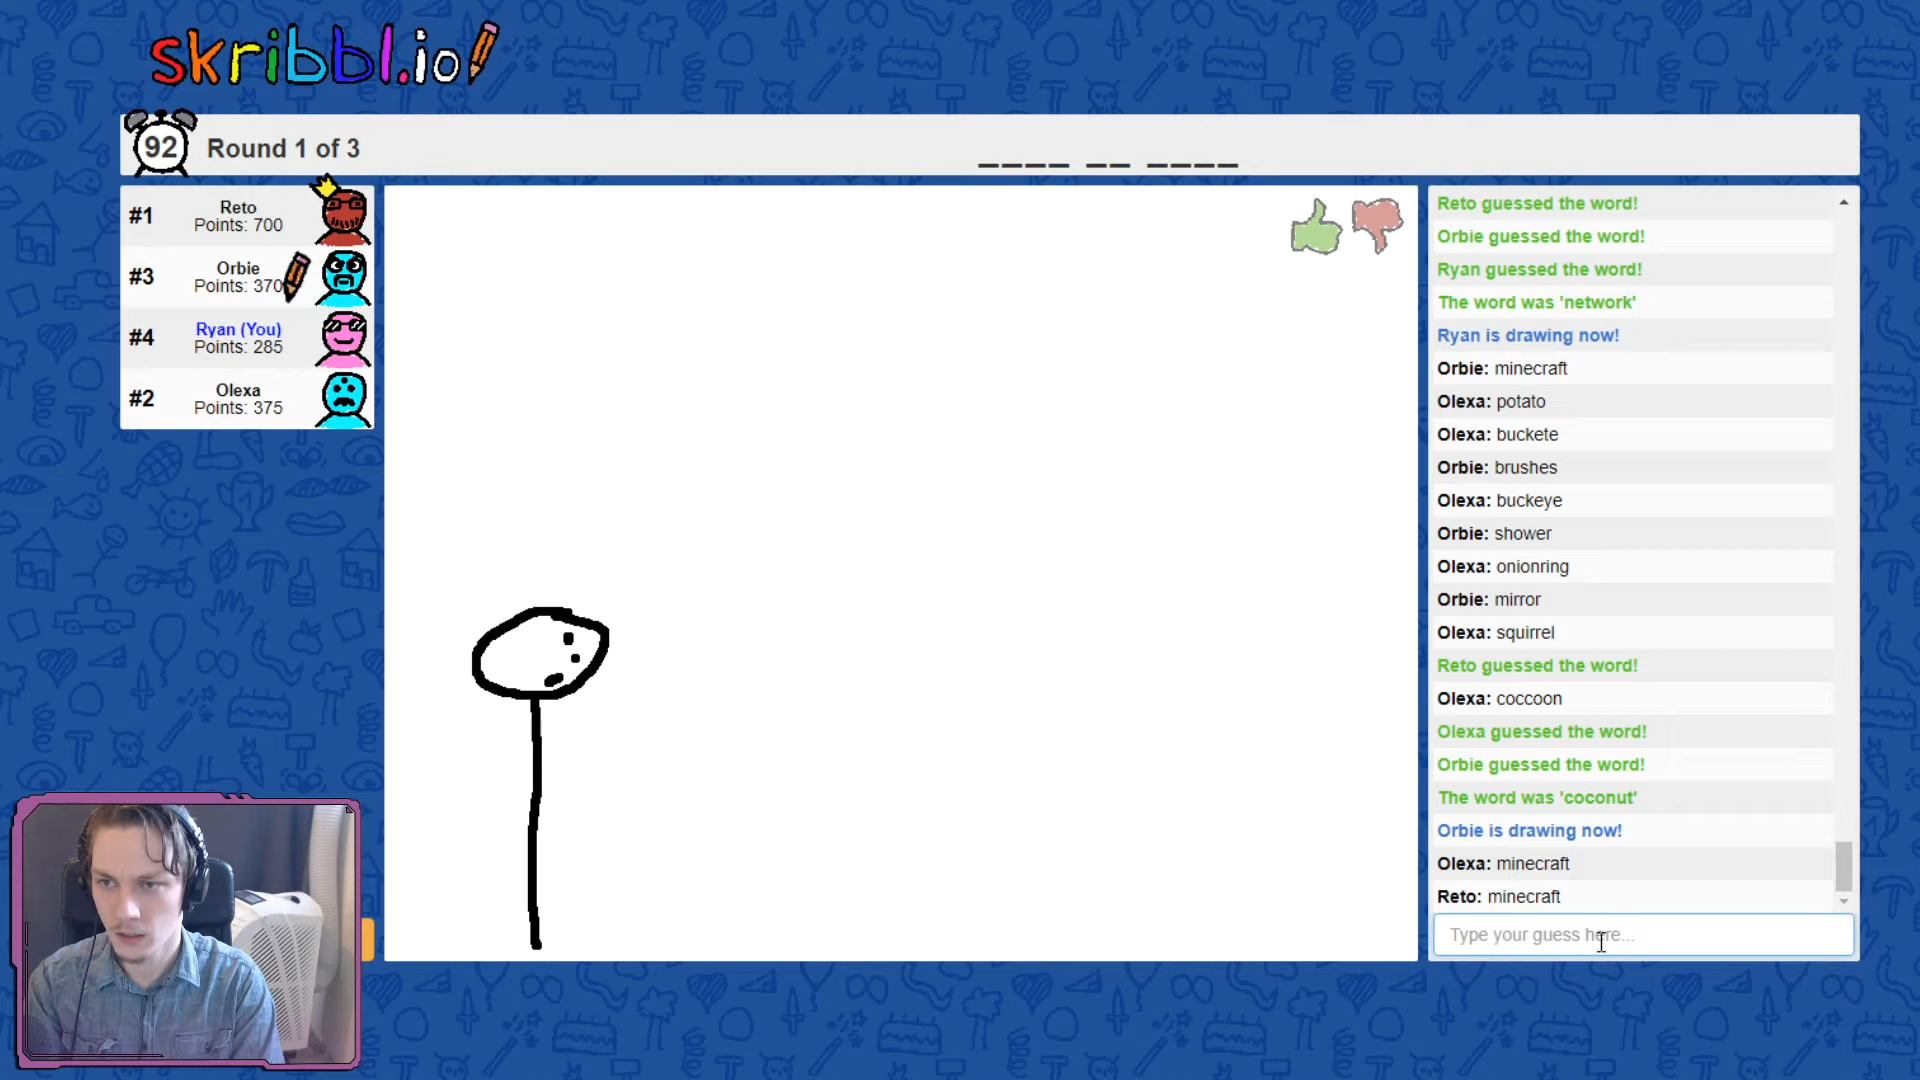 skribbl.io
92
Round 1 of 3
____ __ ____
#1
Reto
Points: 700
#3
Orbie
Points: 370
#4
Ryan (You)
Points: 285
#2
Olexa
Points: 375
Reto guessed the word!
Orbie guessed the word!
Ryan guessed the word!
The word was 'network'
Ryan is drawing now!
Orbie: minecraft
Olexa: potato
Olexa: buckete
Orbie: brushes
Olexa: buckeye
Orbie: shower
Olexa: onionring
Orbie: mirror
Olexa: squirrel
Reto guessed the word!
Olexa: coccoon
Olexa guessed the word!
Orbie guessed the word!
The word was 'coconut'
Orbie is drawing now!
Olexa: minecraft
Reto: minecraft
Type your guess here...